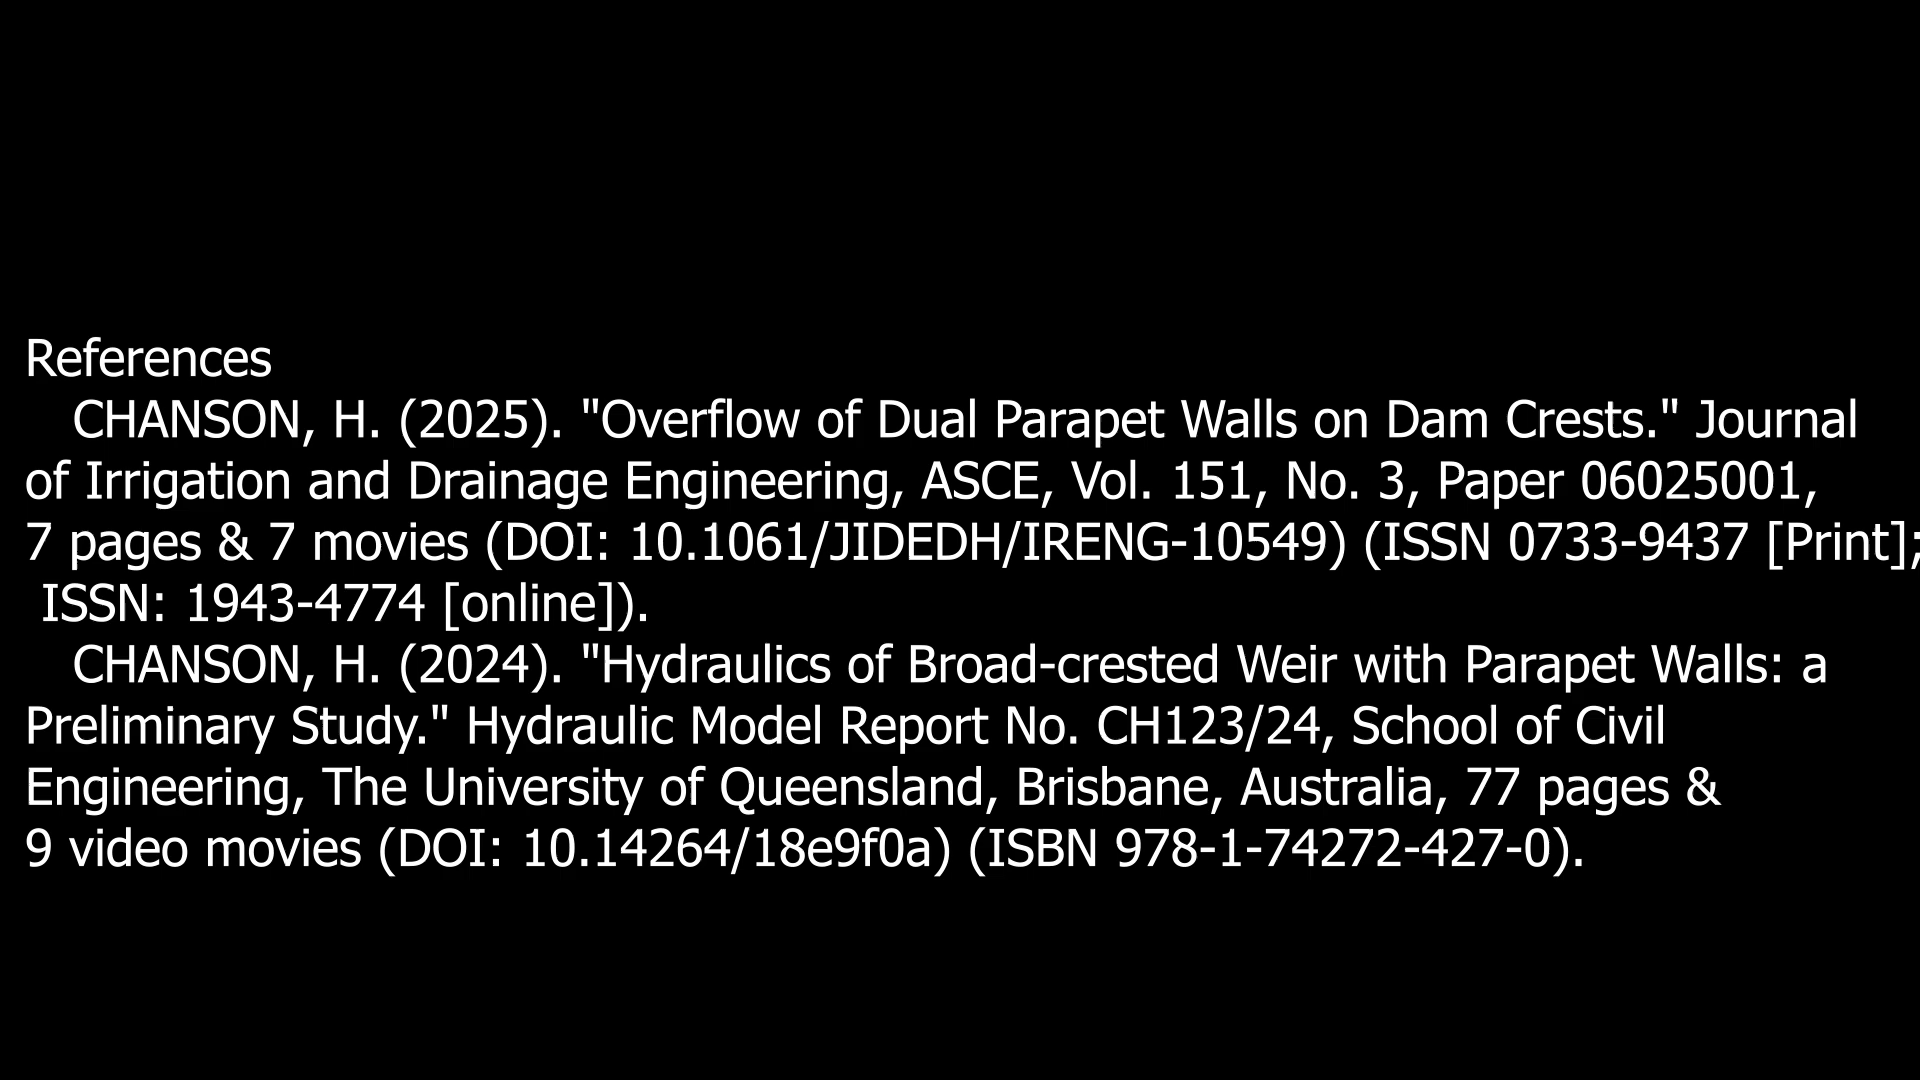 References
CHANSON, H. (2025). "Overflow of Dual Parapet Walls on Dam Crests." Journal
of Irrigation and Drainage Engineering, ASCE, Vol. 151, No. 3, Paper 06025001,
7 pages & 7 movies (DOI: 10.1061/JIDEDH/IRENG-10549) (ISSN 0733-9437 [Print];
ISSN: 1943-4774 [online]).
CHANSON, H. (2024). "Hydraulics of Broad-crested Weir with Parapet Walls: a
Preliminary Study." Hydraulic Model Report No. CH123/24, School of Civil
Engineering, The University of Queensland, Brisbane, Australia, 77 pages &
9 video movies (DOI: 10.14264/18e9f0a) (ISBN 978-1-74272-427-0).